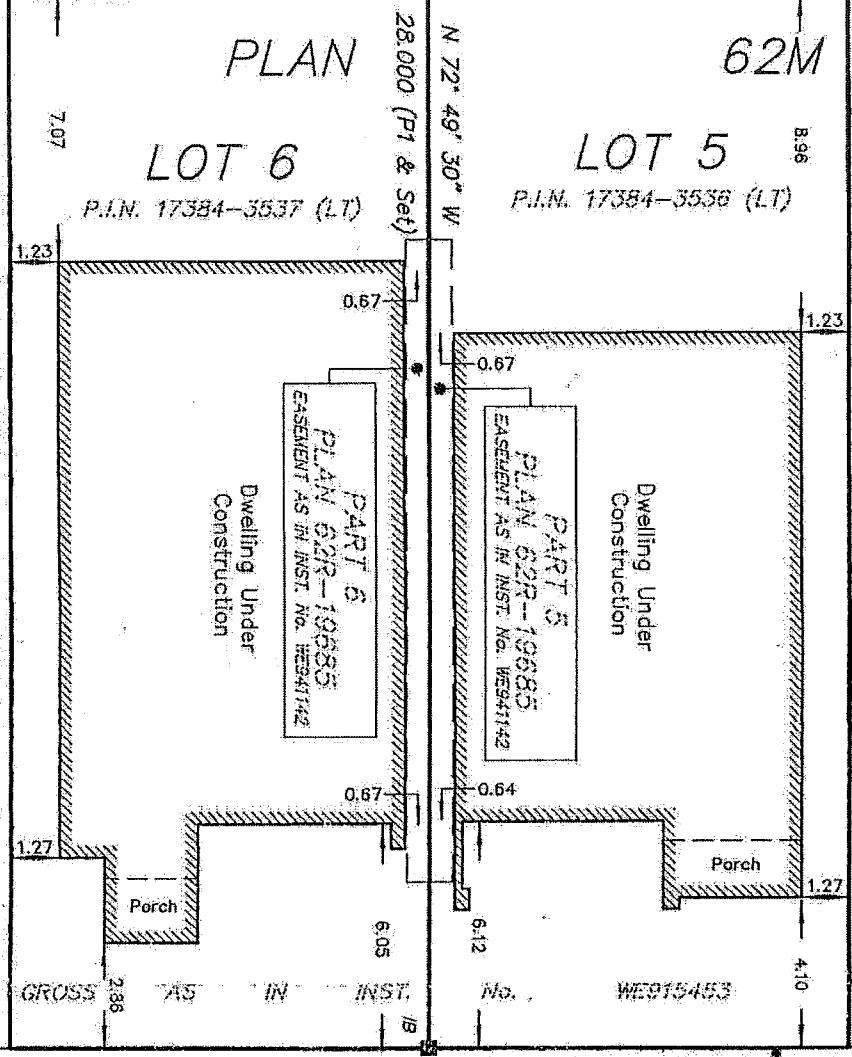 PLAN
62M
28.000 (P1 & Set)
N 72° 49' 30" W
7.07
8.96
LOT 6
P.I.N. 17384-3537 (LT)
LOT 5
P.I.N. 17384-3536 (LT)
1.23
1.23
0.67
0.67
PART 6
PLAN 62R-19685
EASEMENT AS IN INST. No. WE941142
PART 5
PLAN 62R-19685
EASEMENT AS IN INST. No. WE941142
Dwelling Under
Construction
Dwelling Under
Construction
0.67
0.64
1.27
1.27
Porch
Porch
6.05
6.12
2.86
4.10
GROSS AS IN INST. No. WE915453
IB